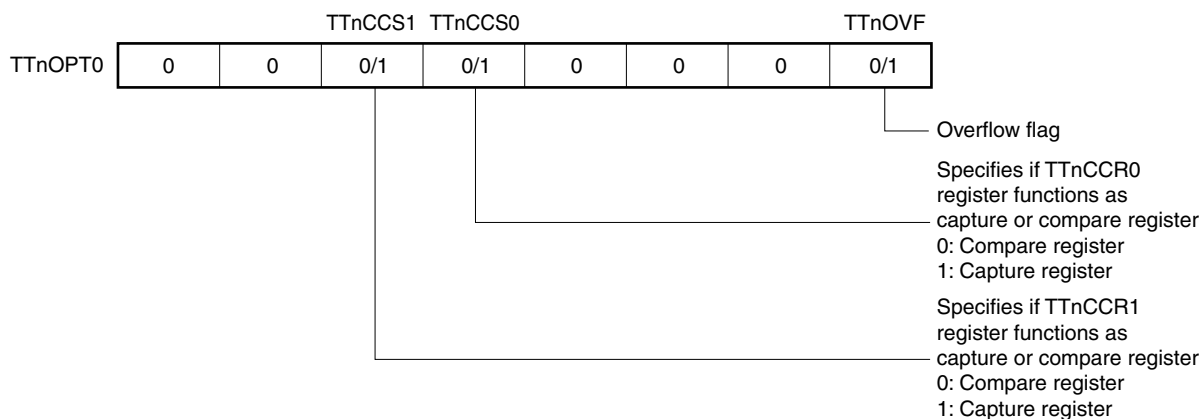 TTnCCS1 TTnCCS0 TTnOVF
TTnOPT0 0 0 0/1 0/1 0 0 0 0/1
Overflow flag
Specifies if TTnCCR0
register functions as
capture or compare register
0: Compare register
1: Capture register
Specifies if TTnCCR1
register functions as
capture or compare register
0: Compare register
1: Capture register